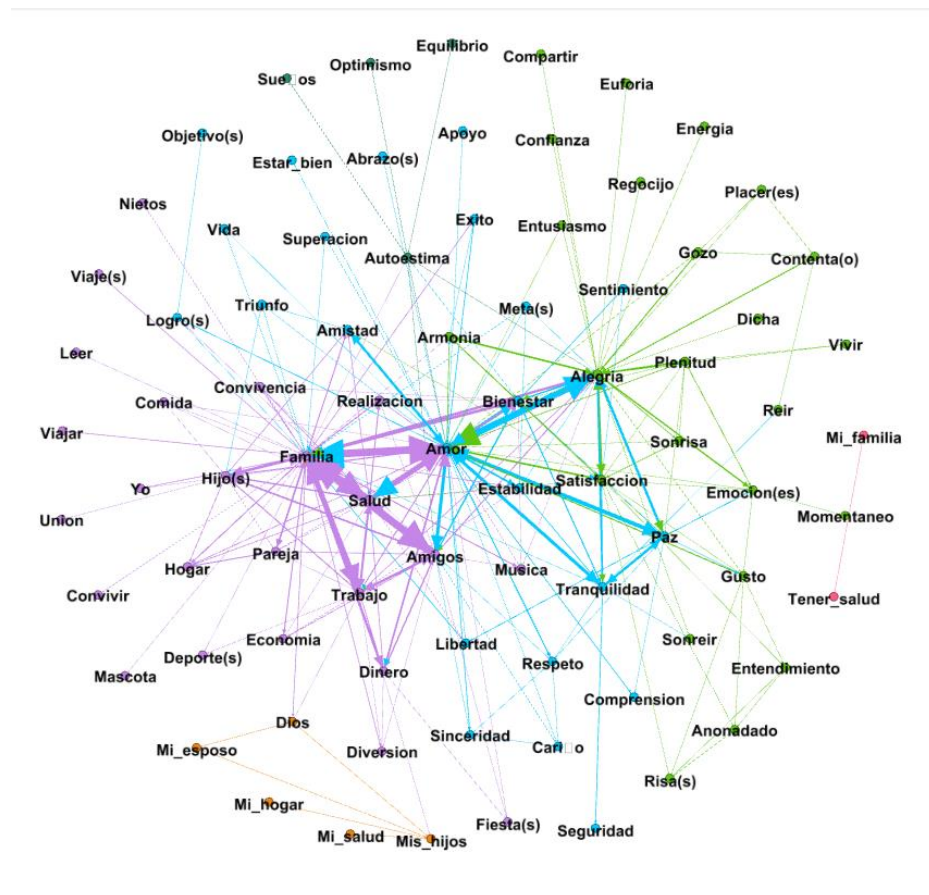 Equilibrio
Compartir
Optimismo
Sue□os
Euforia
Energia
Apoyo
Objetivo(s)
Confianza
Abrazo(s)
Estar_bien
Regocijo
Placer(es)
Nietos
Exito
Entusiasmo
Vida
Superacion
Gozo
Autoestima
Contenta(o)
Viaje(s)
Sentimiento
Triunfo
Meta(s)
Logro(s)
Dicha
Amistad
Armonia
Vivir
Leer
Plenitud
Alegria
Convivencia
Comida
Realizacion
Bienestar
Reir
Viajar
Mi_familia
Sonrisa
Amor
Familia
Hijo(s)
Satisfaccion
Yo
Estabilidad
Emocion(es)
Salud
Momentaneo
Union
Paz
Pareja
Amigos
Hogar
Musica
Gusto
Tranquilidad
Convivir
Trabajo
Tener_salud
Economia
Libertad
Sonreir
Deporte(s)
Respeto
Entendimiento
Mascota
Dinero
Comprension
Dios
Anonadado
Sinceridad
Mi_esposo
Diversion
Cari□o
Risa(s)
Mi_hogar
Fiesta(s)
Seguridad
Mi_salud
Mis_hijos